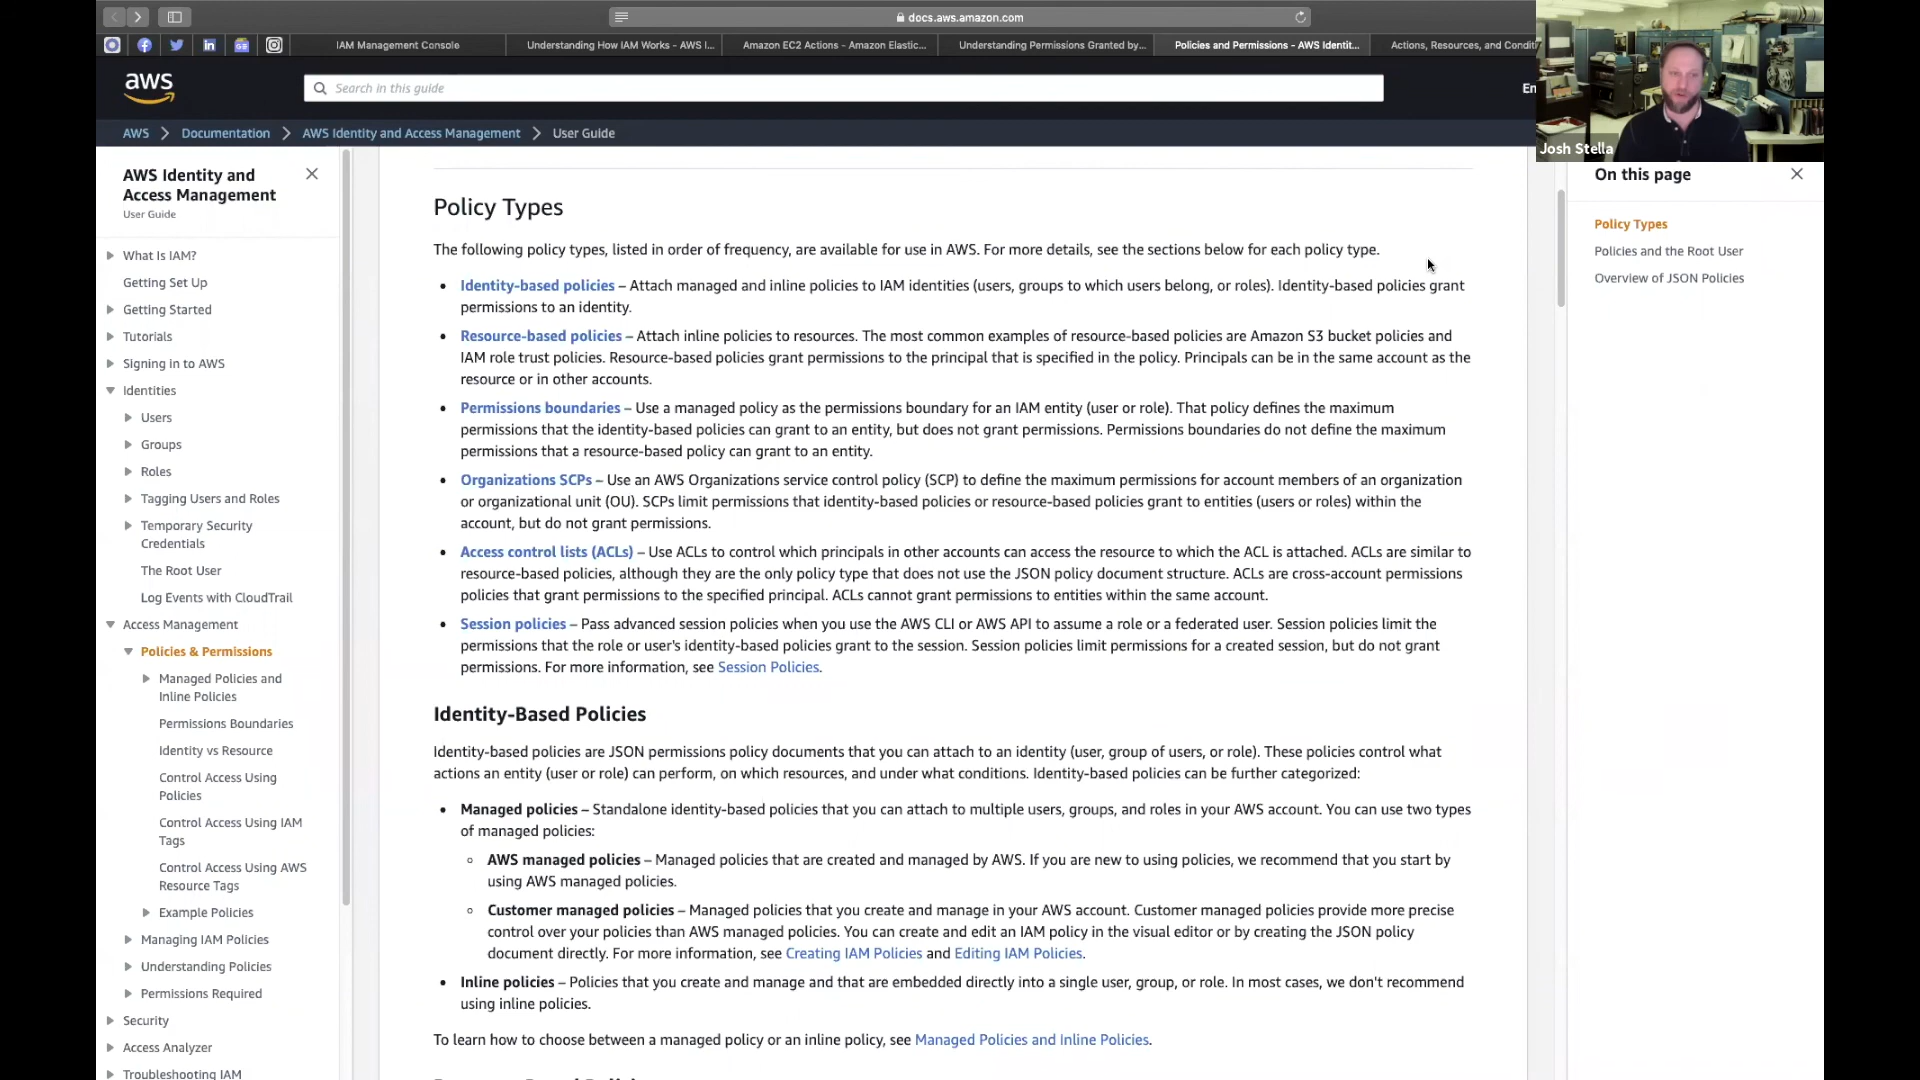 docs.aws.amazon.com
IAM Management Console
Understanding How IAM Works - AWS I...
Amazon EC2 Actions - Amazon Elastic...
Understanding Permissions Granted by...
Policies and Permissions - AWS Identit...
Actions, Resources, and Conditi
aws
Search in this guide
En
Josh Stella
AWS > Documentation > AWS Identity and Access Management > User Guide
AWS Identity and
Access Management
User Guide
What Is IAM?
Getting Set Up
Getting Started
Tutorials
Signing in to AWS
Identities
Users
Groups
Roles
Tagging Users and Roles
Temporary Security
Credentials
The Root User
Log Events with CloudTrail
Access Management
Policies & Permissions
Managed Policies and
Inline Policies
Permissions Boundaries
Identity vs Resource
Control Access Using
Policies
Control Access Using IAM
Tags
Control Access Using AWS
Resource Tags
Example Policies
Managing IAM Policies
Understanding Policies
Permissions Required
Security
Access Analyzer
Troubleshooting IAM
Policy Types
The following policy types, listed in order of frequency, are available for use in AWS. For more details, see the sections below for each policy type.
• Identity-based policies – Attach managed and inline policies to IAM identities (users, groups to which users belong, or roles). Identity-based policies grant
permissions to an identity.
• Resource-based policies – Attach inline policies to resources. The most common examples of resource-based policies are Amazon S3 bucket policies and
IAM role trust policies. Resource-based policies grant permissions to the principal that is specified in the policy. Principals can be in the same account as the
resource or in other accounts.
• Permissions boundaries – Use a managed policy as the permissions boundary for an IAM entity (user or role). That policy defines the maximum
permissions that the identity-based policies can grant to an entity, but does not grant permissions. Permissions boundaries do not define the maximum
permissions that a resource-based policy can grant to an entity.
• Organizations SCPs – Use an AWS Organizations service control policy (SCP) to define the maximum permissions for account members of an organization
or organizational unit (OU). SCPs limit permissions that identity-based policies or resource-based policies grant to entities (users or roles) within the
account, but do not grant permissions.
• Access control lists (ACLs) – Use ACLs to control which principals in other accounts can access the resource to which the ACL is attached. ACLs are similar to
resource-based policies, although they are the only policy type that does not use the JSON policy document structure. ACLs are cross-account permissions
policies that grant permissions to the specified principal. ACLs cannot grant permissions to entities within the same account.
• Session policies – Pass advanced session policies when you use the AWS CLI or AWS API to assume a role or a federated user. Session policies limit the
permissions that the role or user's identity-based policies grant to the session. Session policies limit permissions for a created session, but do not grant
permissions. For more information, see Session Policies.
Identity-Based Policies
Identity-based policies are JSON permissions policy documents that you can attach to an identity (user, group of users, or role). These policies control what
actions an entity (user or role) can perform, on which resources, and under what conditions. Identity-based policies can be further categorized:
• Managed policies – Standalone identity-based policies that you can attach to multiple users, groups, and roles in your AWS account. You can use two types
of managed policies:
◦ AWS managed policies – Managed policies that are created and managed by AWS. If you are new to using policies, we recommend that you start by
using AWS managed policies.
◦ Customer managed policies – Managed policies that you create and manage in your AWS account. Customer managed policies provide more precise
control over your policies than AWS managed policies. You can create and edit an IAM policy in the visual editor or by creating the JSON policy
document directly. For more information, see Creating IAM Policies and Editing IAM Policies.
• Inline policies – Policies that you create and manage and that are embedded directly into a single user, group, or role. In most cases, we don't recommend
using inline policies.
To learn how to choose between a managed policy or an inline policy, see Managed Policies and Inline Policies.
On this page
Policy Types
Policies and the Root User
Overview of JSON Policies